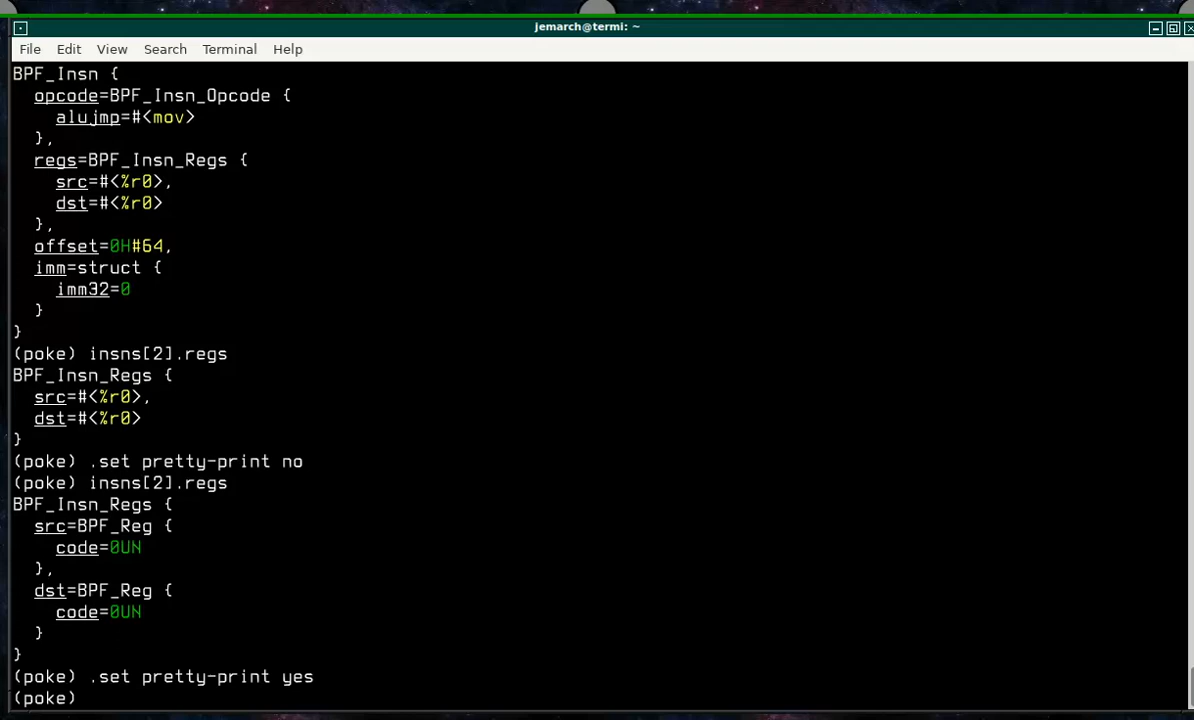 jemarch@termi: ~
File Edit View Search Terminal Help
BPF_Insn {
  opcode=BPF_Insn_Opcode {
    alujmp=#<mov>
  },
  regs=BPF_Insn_Regs {
    src=#<%r0>,
    dst=#<%r0>
  },
  offset=0H#64,
  imm=struct {
    imm32=0
  }
}
(poke) insns[2].regs
BPF_Insn_Regs {
  src=#<%r0>,
  dst=#<%r0>
}
(poke) .set pretty-print no
(poke) insns[2].regs
BPF_Insn_Regs {
  src=BPF_Reg {
    code=0UN
  },
  dst=BPF_Reg {
    code=0UN
  }
}
(poke) .set pretty-print yes
(poke)